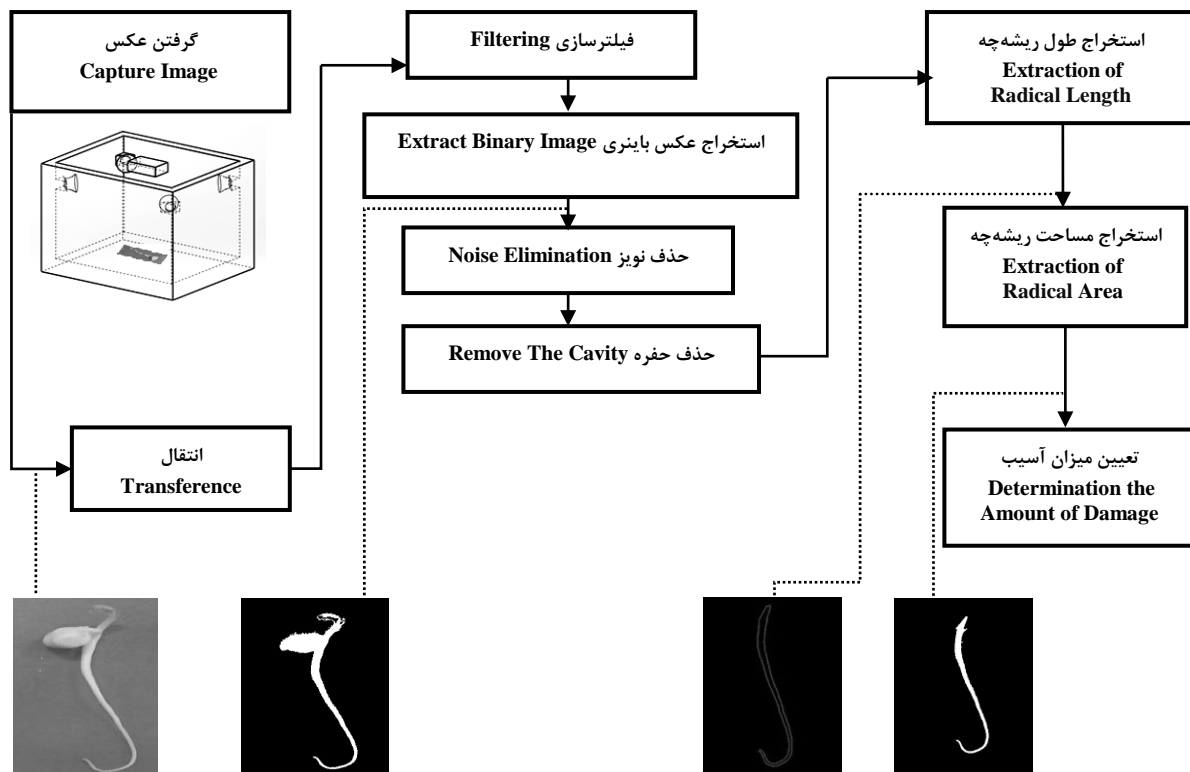 گرفتن عکس
Capture Image
انتقال
Transference
Filtering فیلترسازی
Extract Binary Image استخراج عکس باینری
Noise Elimination حذف نویز
Remove The Cavity حذف حفره
استخراج طول ریشه‌چه
Extraction of
Radical Length
استخراج مساحت ریشه‌چه
Extraction of
Radical Area
تعیین میزان آسیب
Determination the
Amount of Damage